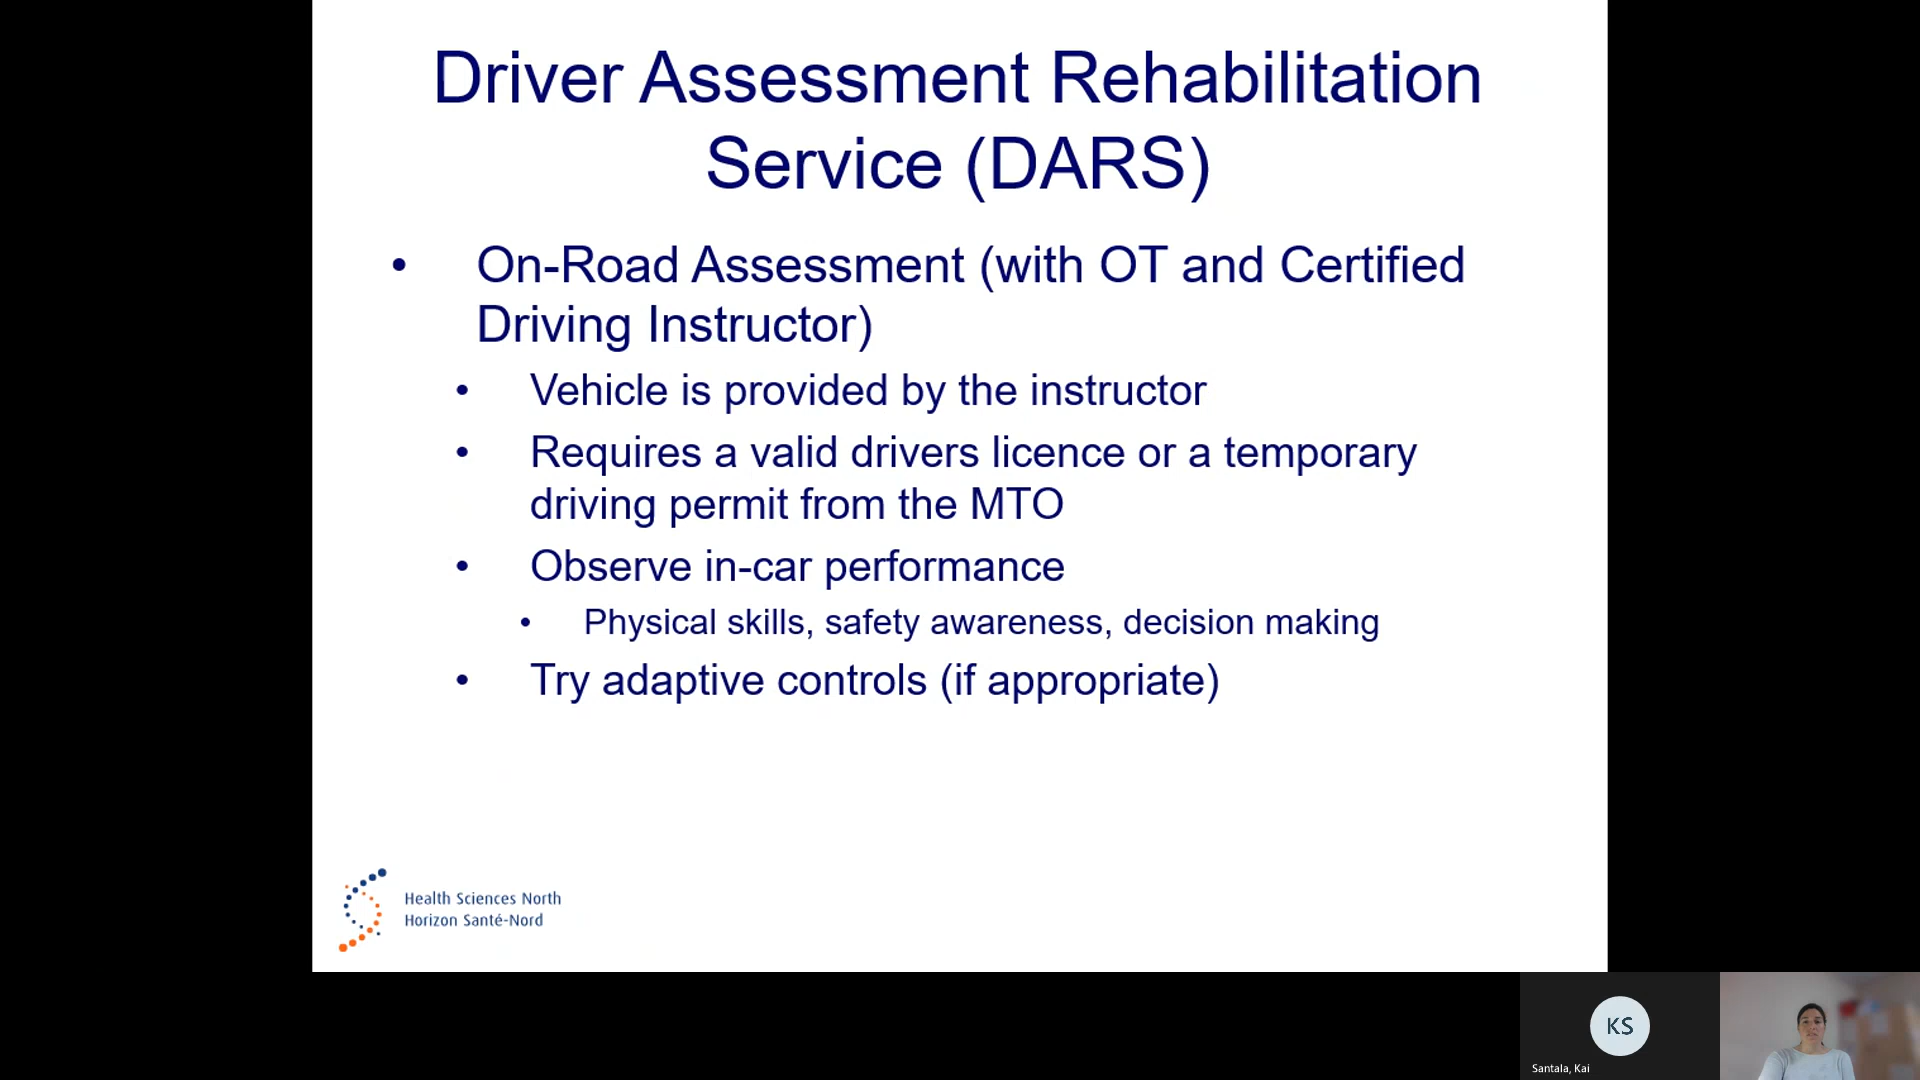 Driver Assessment Rehabilitation
Service (DARS)
• On-Road Assessment (with OT and Certified
Driving Instructor)
• Vehicle is provided by the instructor
• Requires a valid drivers licence or a temporary
driving permit from the MTO
• Observe in-car performance
• Physical skills, safety awareness, decision making
• Try adaptive controls (if appropriate)
Health Sciences North
Horizon Santé-Nord
KS
Santala, Kai